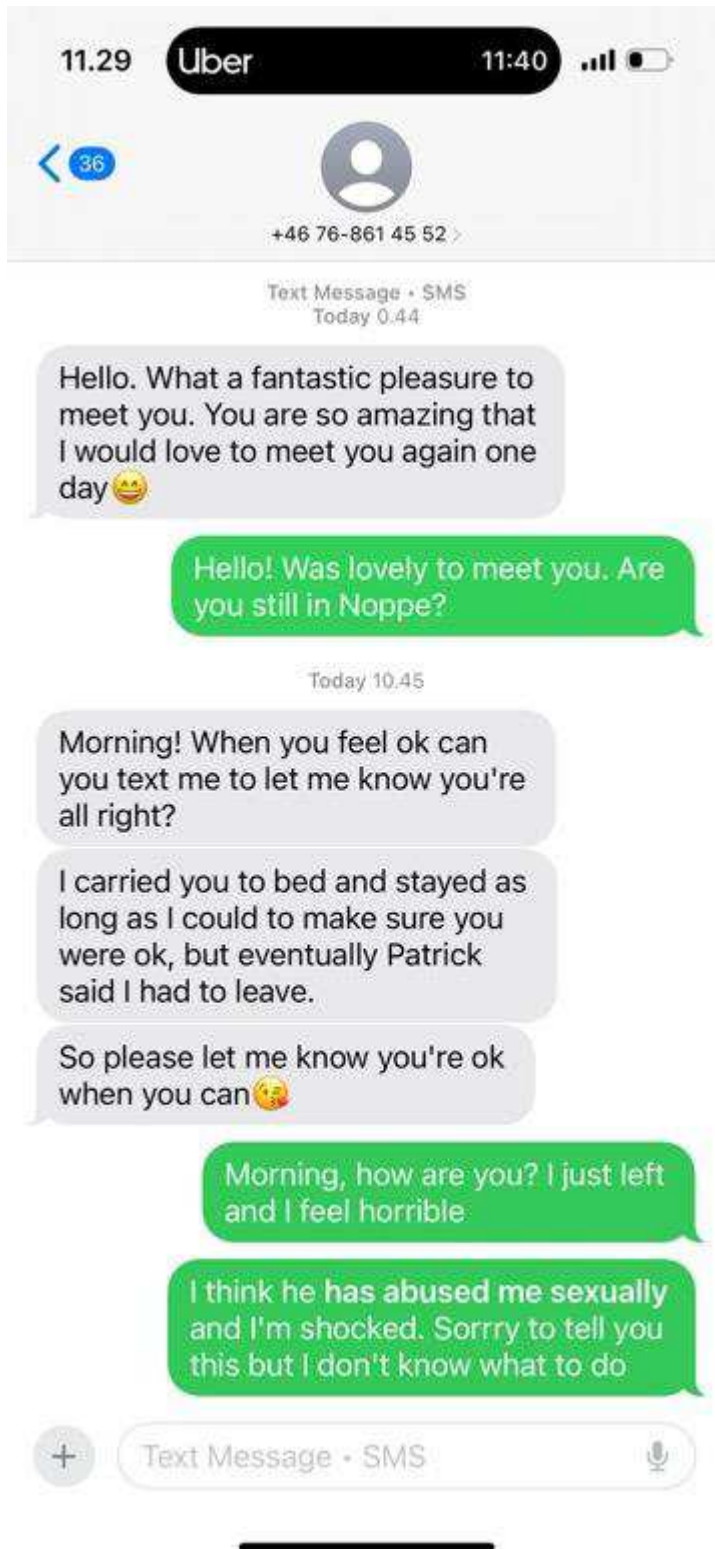 11.29 Uber 11:40
36
+46 76-861 45 52 >
Text Message • SMS
Today 0.44
Hello. What a fantastic pleasure to
meet you. You are so amazing that
I would love to meet you again one
day😄
Hello! Was lovely to meet you. Are
you still in Noppe?
Today 10.45
Morning! When you feel ok can
you text me to let me know you're
all right?
I carried you to bed and stayed as
long as I could to make sure you
were ok, but eventually Patrick
said I had to leave.
So please let me know you're ok
when you can😘
Morning, how are you? I just left
and I feel horrible
I think he has abused me sexually
and I'm shocked. Sorrry to tell you
this but I don't know what to do
Text Message • SMS